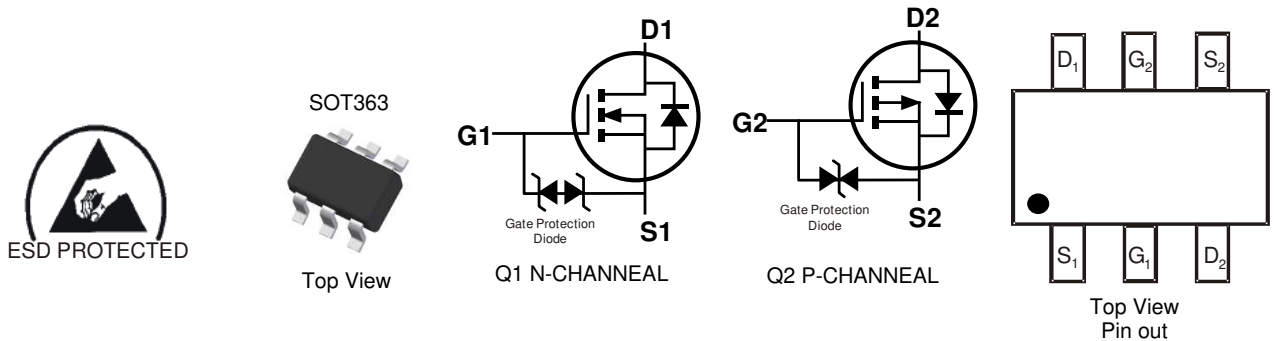 ESD PROTECTED
SOT363
Top View
D1
G1
Gate Protection
Diode
S1
Q1 N-CHANNEAL
D2
G2
Gate Protection
Diode
S2
Q2 P-CHANNEAL
D₁ G₂ S₂
S₁ G₁ D₂
Top View
Pin out